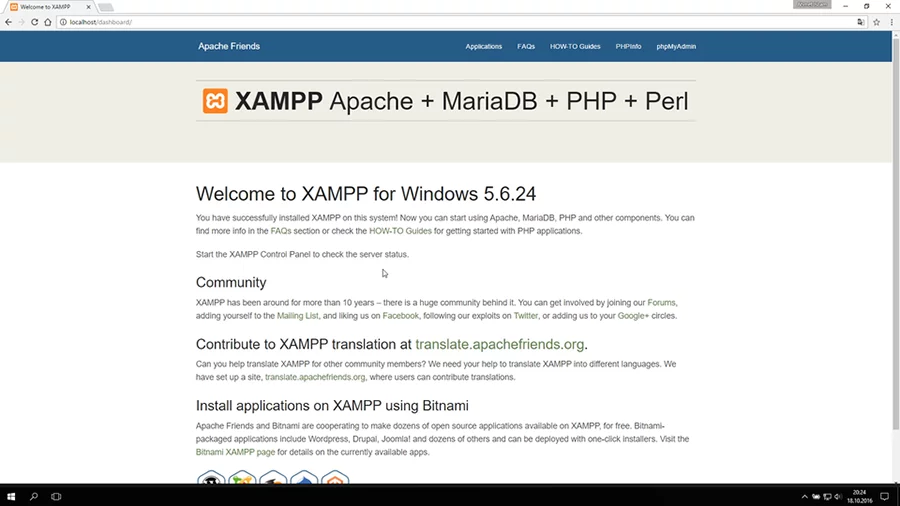 Welcome to XAMPP
localhost/dashboard/
Apache Friends
Applications FAQs HOW-TO Guides PHPInfo phpMyAdmin
XAMPP Apache + MariaDB + PHP + Perl
Welcome to XAMPP for Windows 5.6.24
You have successfully installed XAMPP on this system! Now you can start using Apache, MariaDB, PHP and other components. You can
find more info in the FAQs section or check the HOW-TO Guides for getting started with PHP applications.
Start the XAMPP Control Panel to check the server status.
Community
XAMPP has been around for more than 10 years – there is a huge community behind it. You can get involved by joining our Forums,
adding yourself to the Mailing List, and liking us on Facebook, following our exploits on Twitter, or adding us to your Google+ circles.
Contribute to XAMPP translation at translate.apachefriends.org.
Can you help translate XAMPP for other community members? We need your help to translate XAMPP into different languages. We
have set up a site, translate.apachefriends.org, where users can contribute translations.
Install applications on XAMPP using Bitnami
Apache Friends and Bitnami are cooperating to make dozens of open source applications available on XAMPP, for free. Bitnami-
packaged applications include Wordpress, Drupal, Joomla! and dozens of others and can be deployed with one-click installers. Visit the
Bitnami XAMPP page for details on the currently available apps.
20:24
18.10.2016